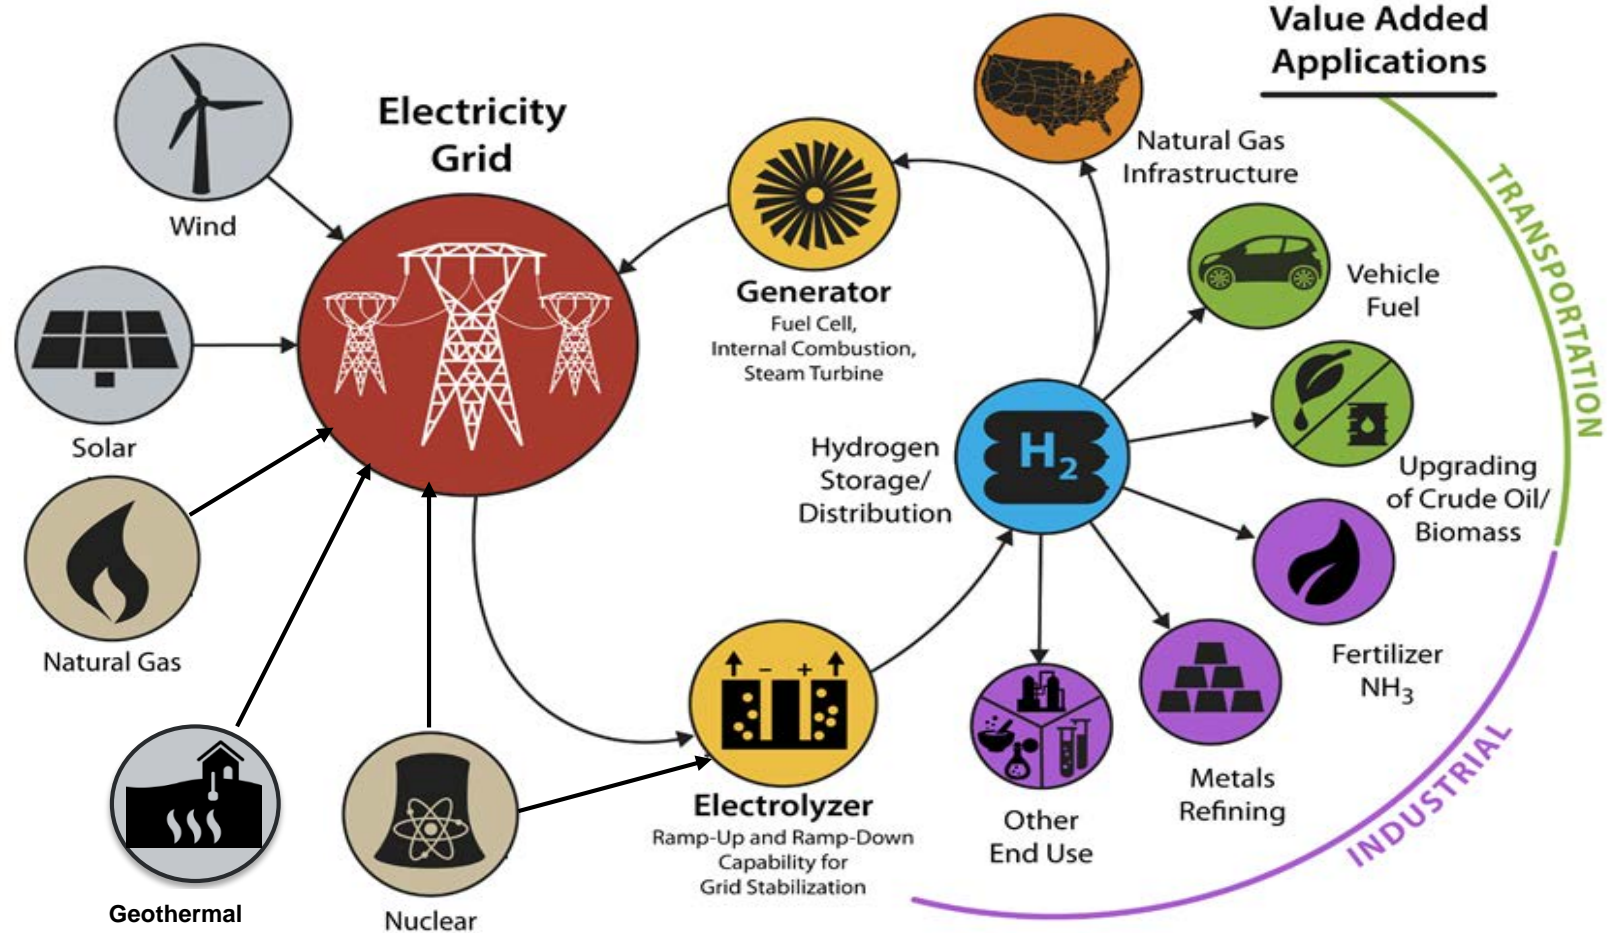 Value Added
Applications
Electricity
Grid
Wind
Natural Gas
Infrastructure
TRANSPORTATION
Vehicle
Fuel
Generator
Fuel Cell,
Internal Combustion,
Steam Turbine
Solar
Hydrogen
Storage/
Distribution
H₂
Upgrading
of Crude Oil/
Biomass
Natural Gas
Fertilizer
NH₃
- +
Electrolyzer
Ramp-Up and Ramp-Down
Capability for
Grid Stabilization
Metals
Refining
Other
End Use
INDUSTRIAL
Geothermal
Nuclear